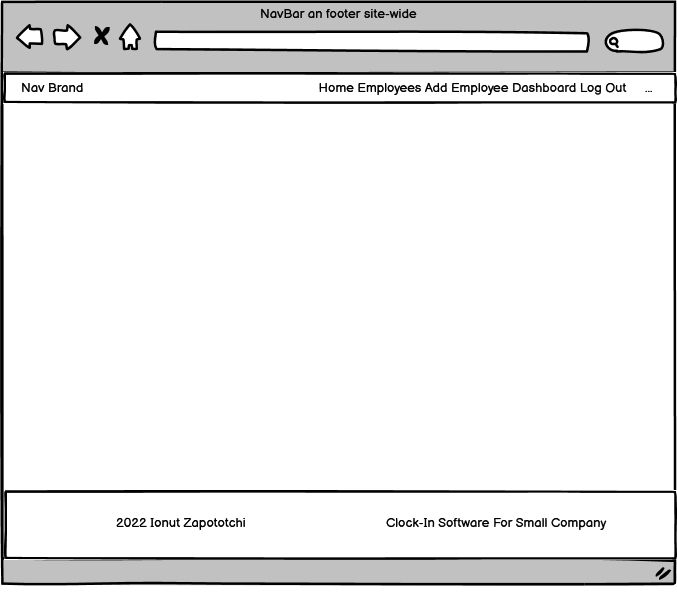 NavBar an footer site-wide
Nav Brand Home Employees Add Employee Dashboard Log Out ...
2022 Ionut Zapototchi Clock-In Software For Small Company